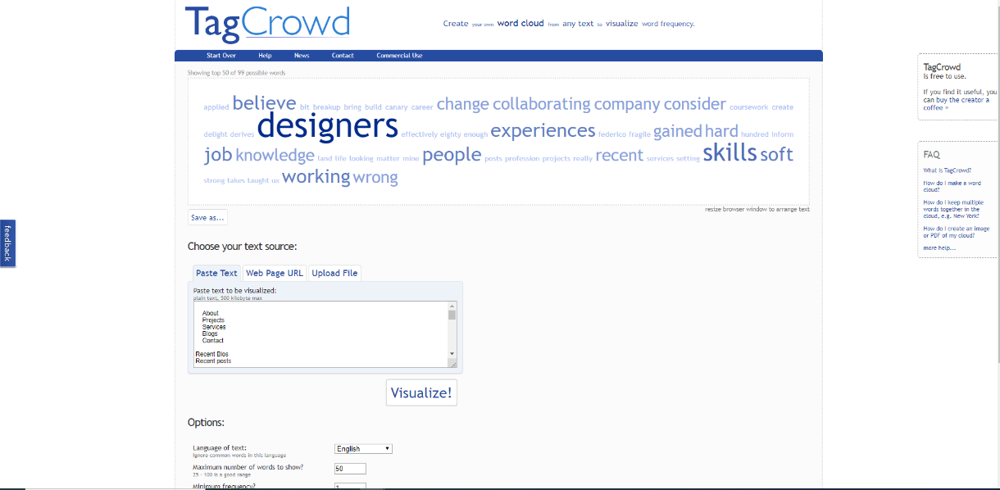 TagCrowd
Create your own word cloud from any text to visualize word frequency.
Start Over Help News Contact Commercial Use
Showing top 50 of 99 possible words
applied believe bit breakup bring build canary career change collaborating company consider coursework create
delight derives designers effectively eighty enough experiences federico fragile gained hard hundred inform
job knowledge land life looking matter mine people posts profession projects really recent services setting skills soft
strong takes taught ux working wrong
resize browser window to arrange text
Save as...
Choose your text source:
Paste Text Web Page URL Upload File
Paste text to be visualized:
plain text, 500 kilobyte max
About
Projects
Services
Blogs
Contact
Recent Bios
Recent posts
Visualize!
Options:
Language of text:
Ignore common words in this language
English
Maximum number of words to show?
25 - 100 is a good range
50
Minimum frequency?
1
feedback
TagCrowd
is free to use.
If you find it useful, you
can buy the creator a
coffee »
FAQ
What is TagCrowd?
How do I make a word
cloud?
How do I keep multiple
words together in the
cloud, e.g. New York?
How do I create an image
or PDF of my cloud?
more help...